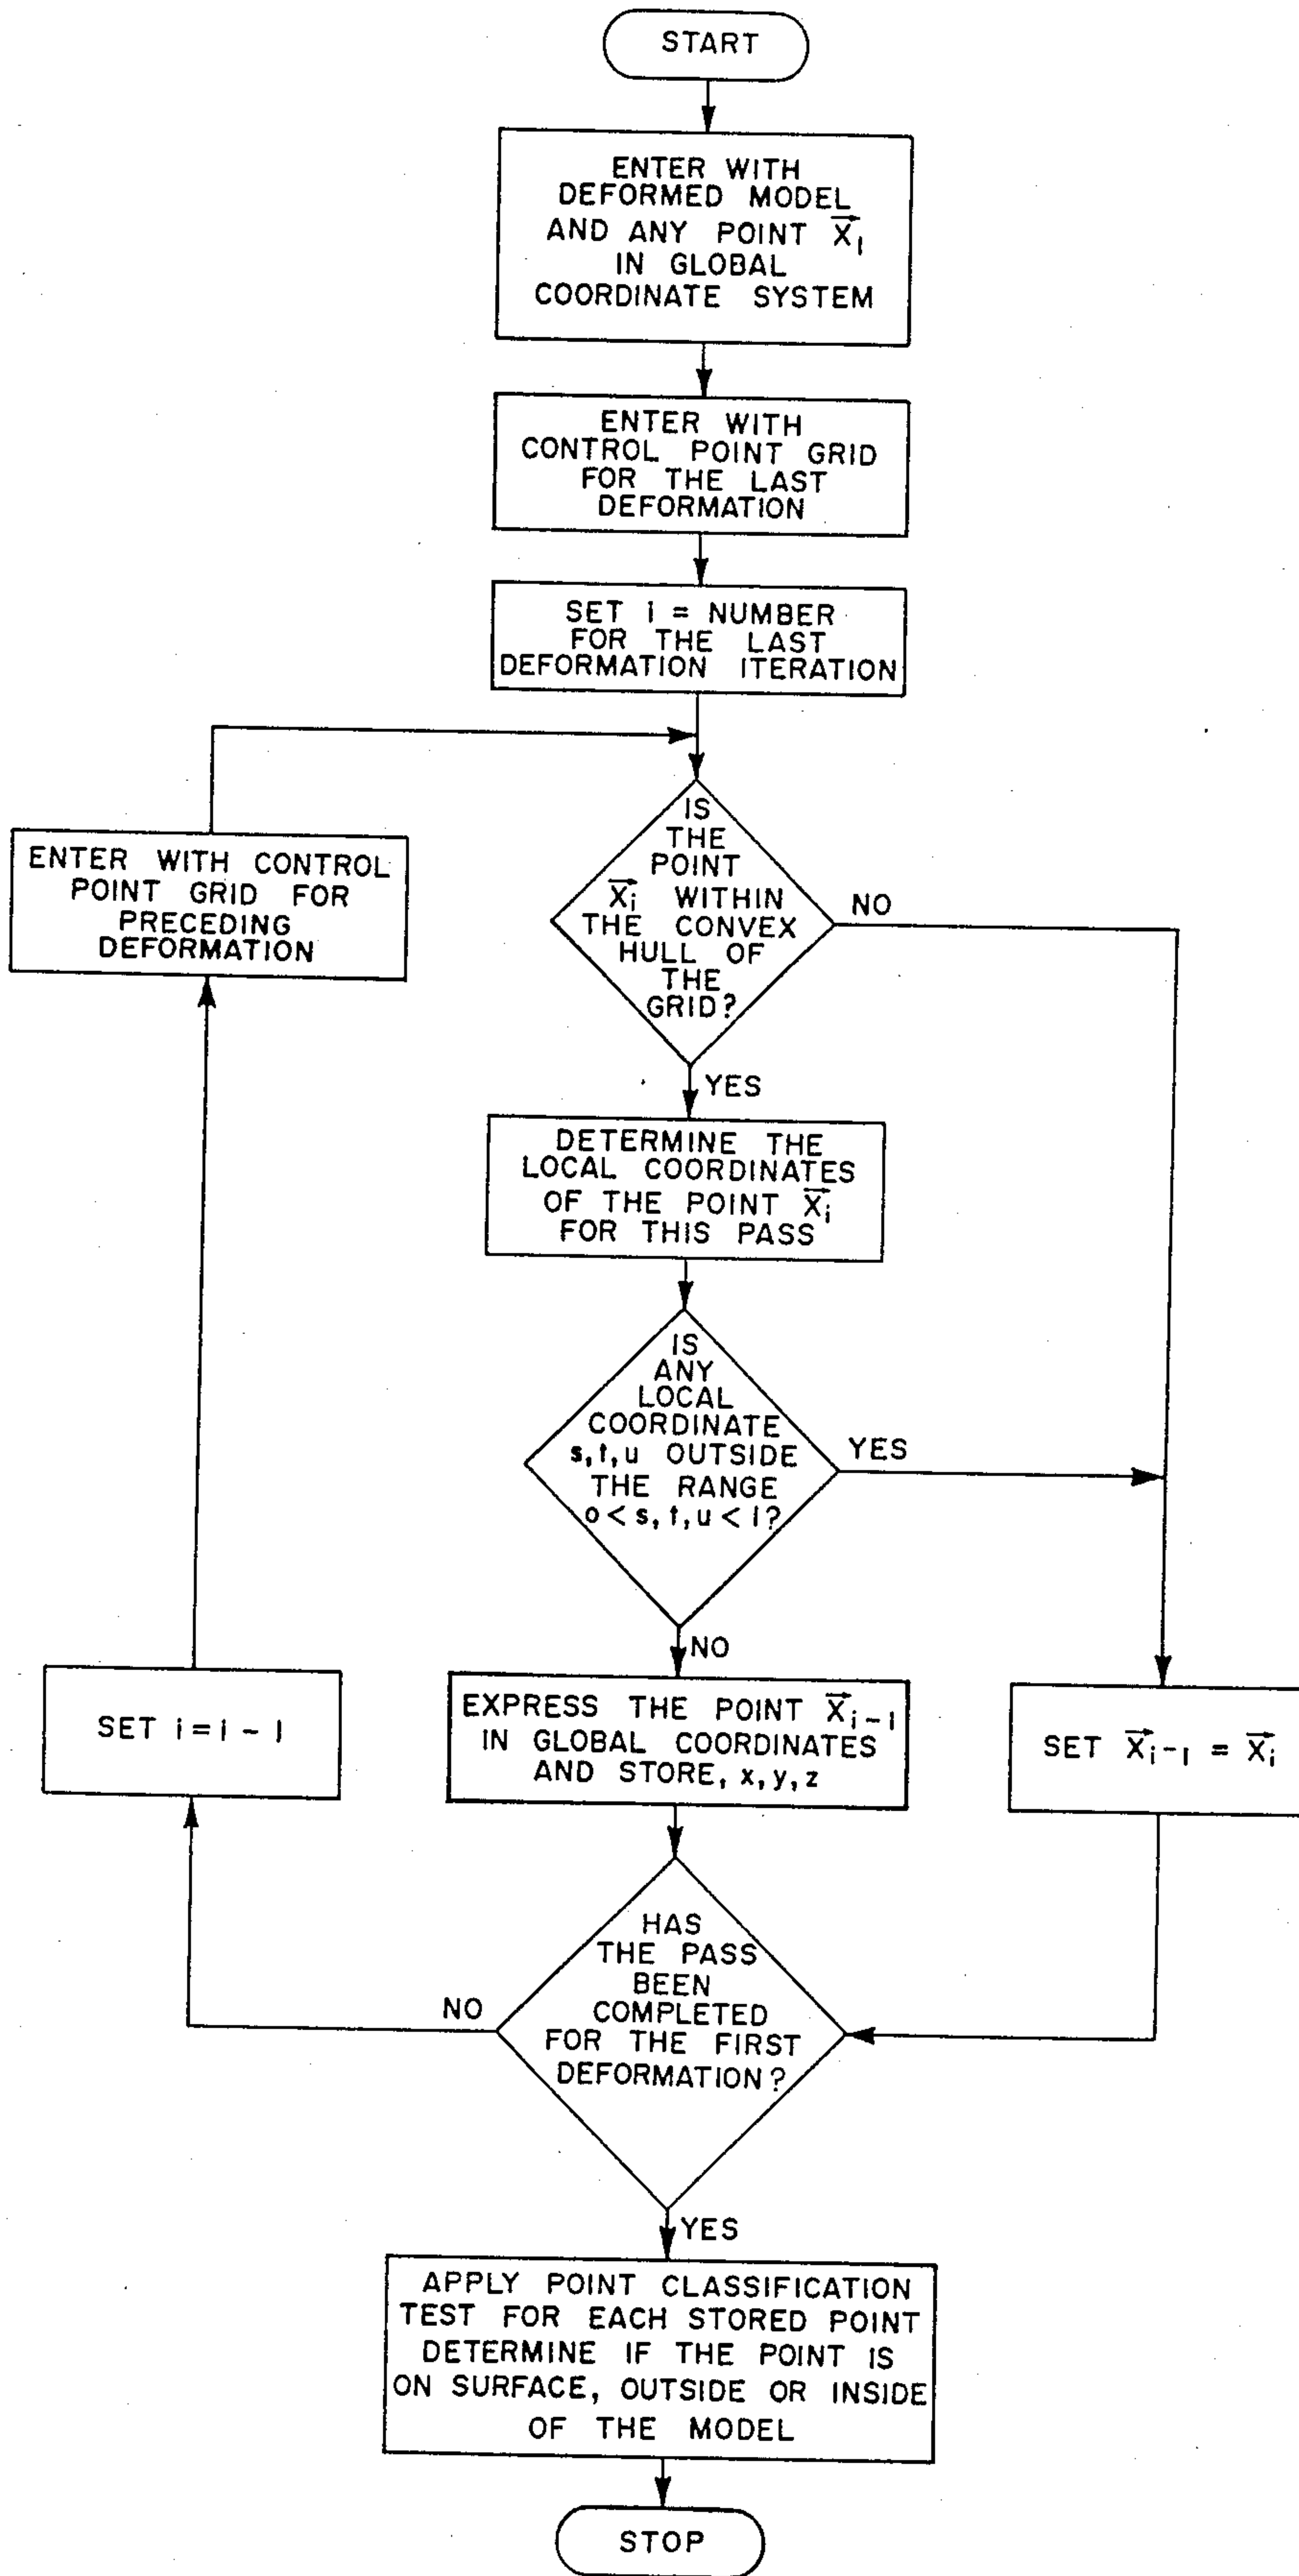 START
ENTER WITH
DEFORMED MODEL
AND ANY POINT X⃗i
IN GLOBAL
COORDINATE SYSTEM
ENTER WITH
CONTROL POINT GRID
FOR THE LAST
DEFORMATION
SET i = NUMBER
FOR THE LAST
DEFORMATION ITERATION
IS
THE
POINT
X⃗i WITHIN
THE CONVEX
HULL OF
THE
GRID?
NO
YES
ENTER WITH CONTROL
POINT GRID FOR
PRECEDING
DEFORMATION
DETERMINE THE
LOCAL COORDINATES
OF THE POINT X⃗i
FOR THIS PASS
IS
ANY
LOCAL
COORDINATE
s, t, u OUTSIDE
THE RANGE
o < s, t, u < 1?
YES
NO
SET i = i - 1
EXPRESS THE POINT X⃗i-1
IN GLOBAL COORDINATES
AND STORE, x, y, z
SET X⃗i-1 = X⃗i
HAS
THE PASS
BEEN
COMPLETED
FOR THE FIRST
DEFORMATION?
NO
YES
APPLY POINT CLASSIFICATION
TEST FOR EACH STORED POINT
DETERMINE IF THE POINT IS
ON SURFACE, OUTSIDE OR INSIDE
OF THE MODEL
STOP